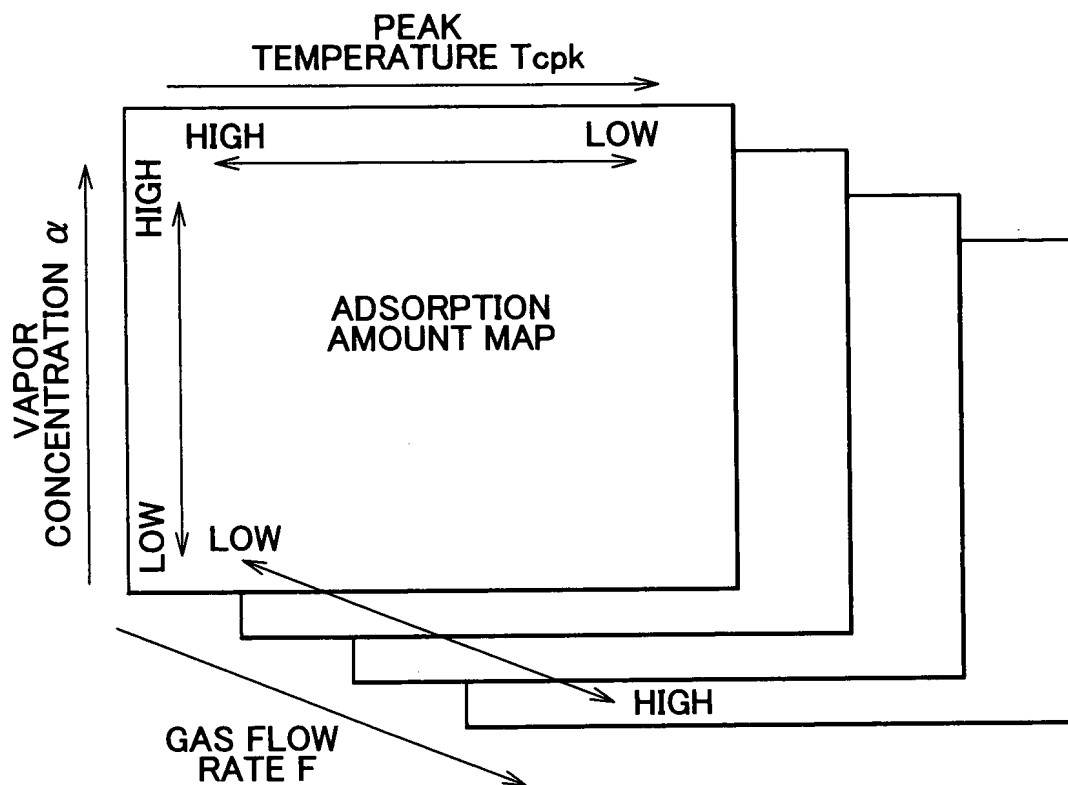 PEAK
TEMPERATURE Tcpk
HIGH
LOW
HIGH
VAPOR
CONCENTRATION α
ADSORPTION
AMOUNT MAP
LOW
LOW
HIGH
GAS FLOW
RATE F